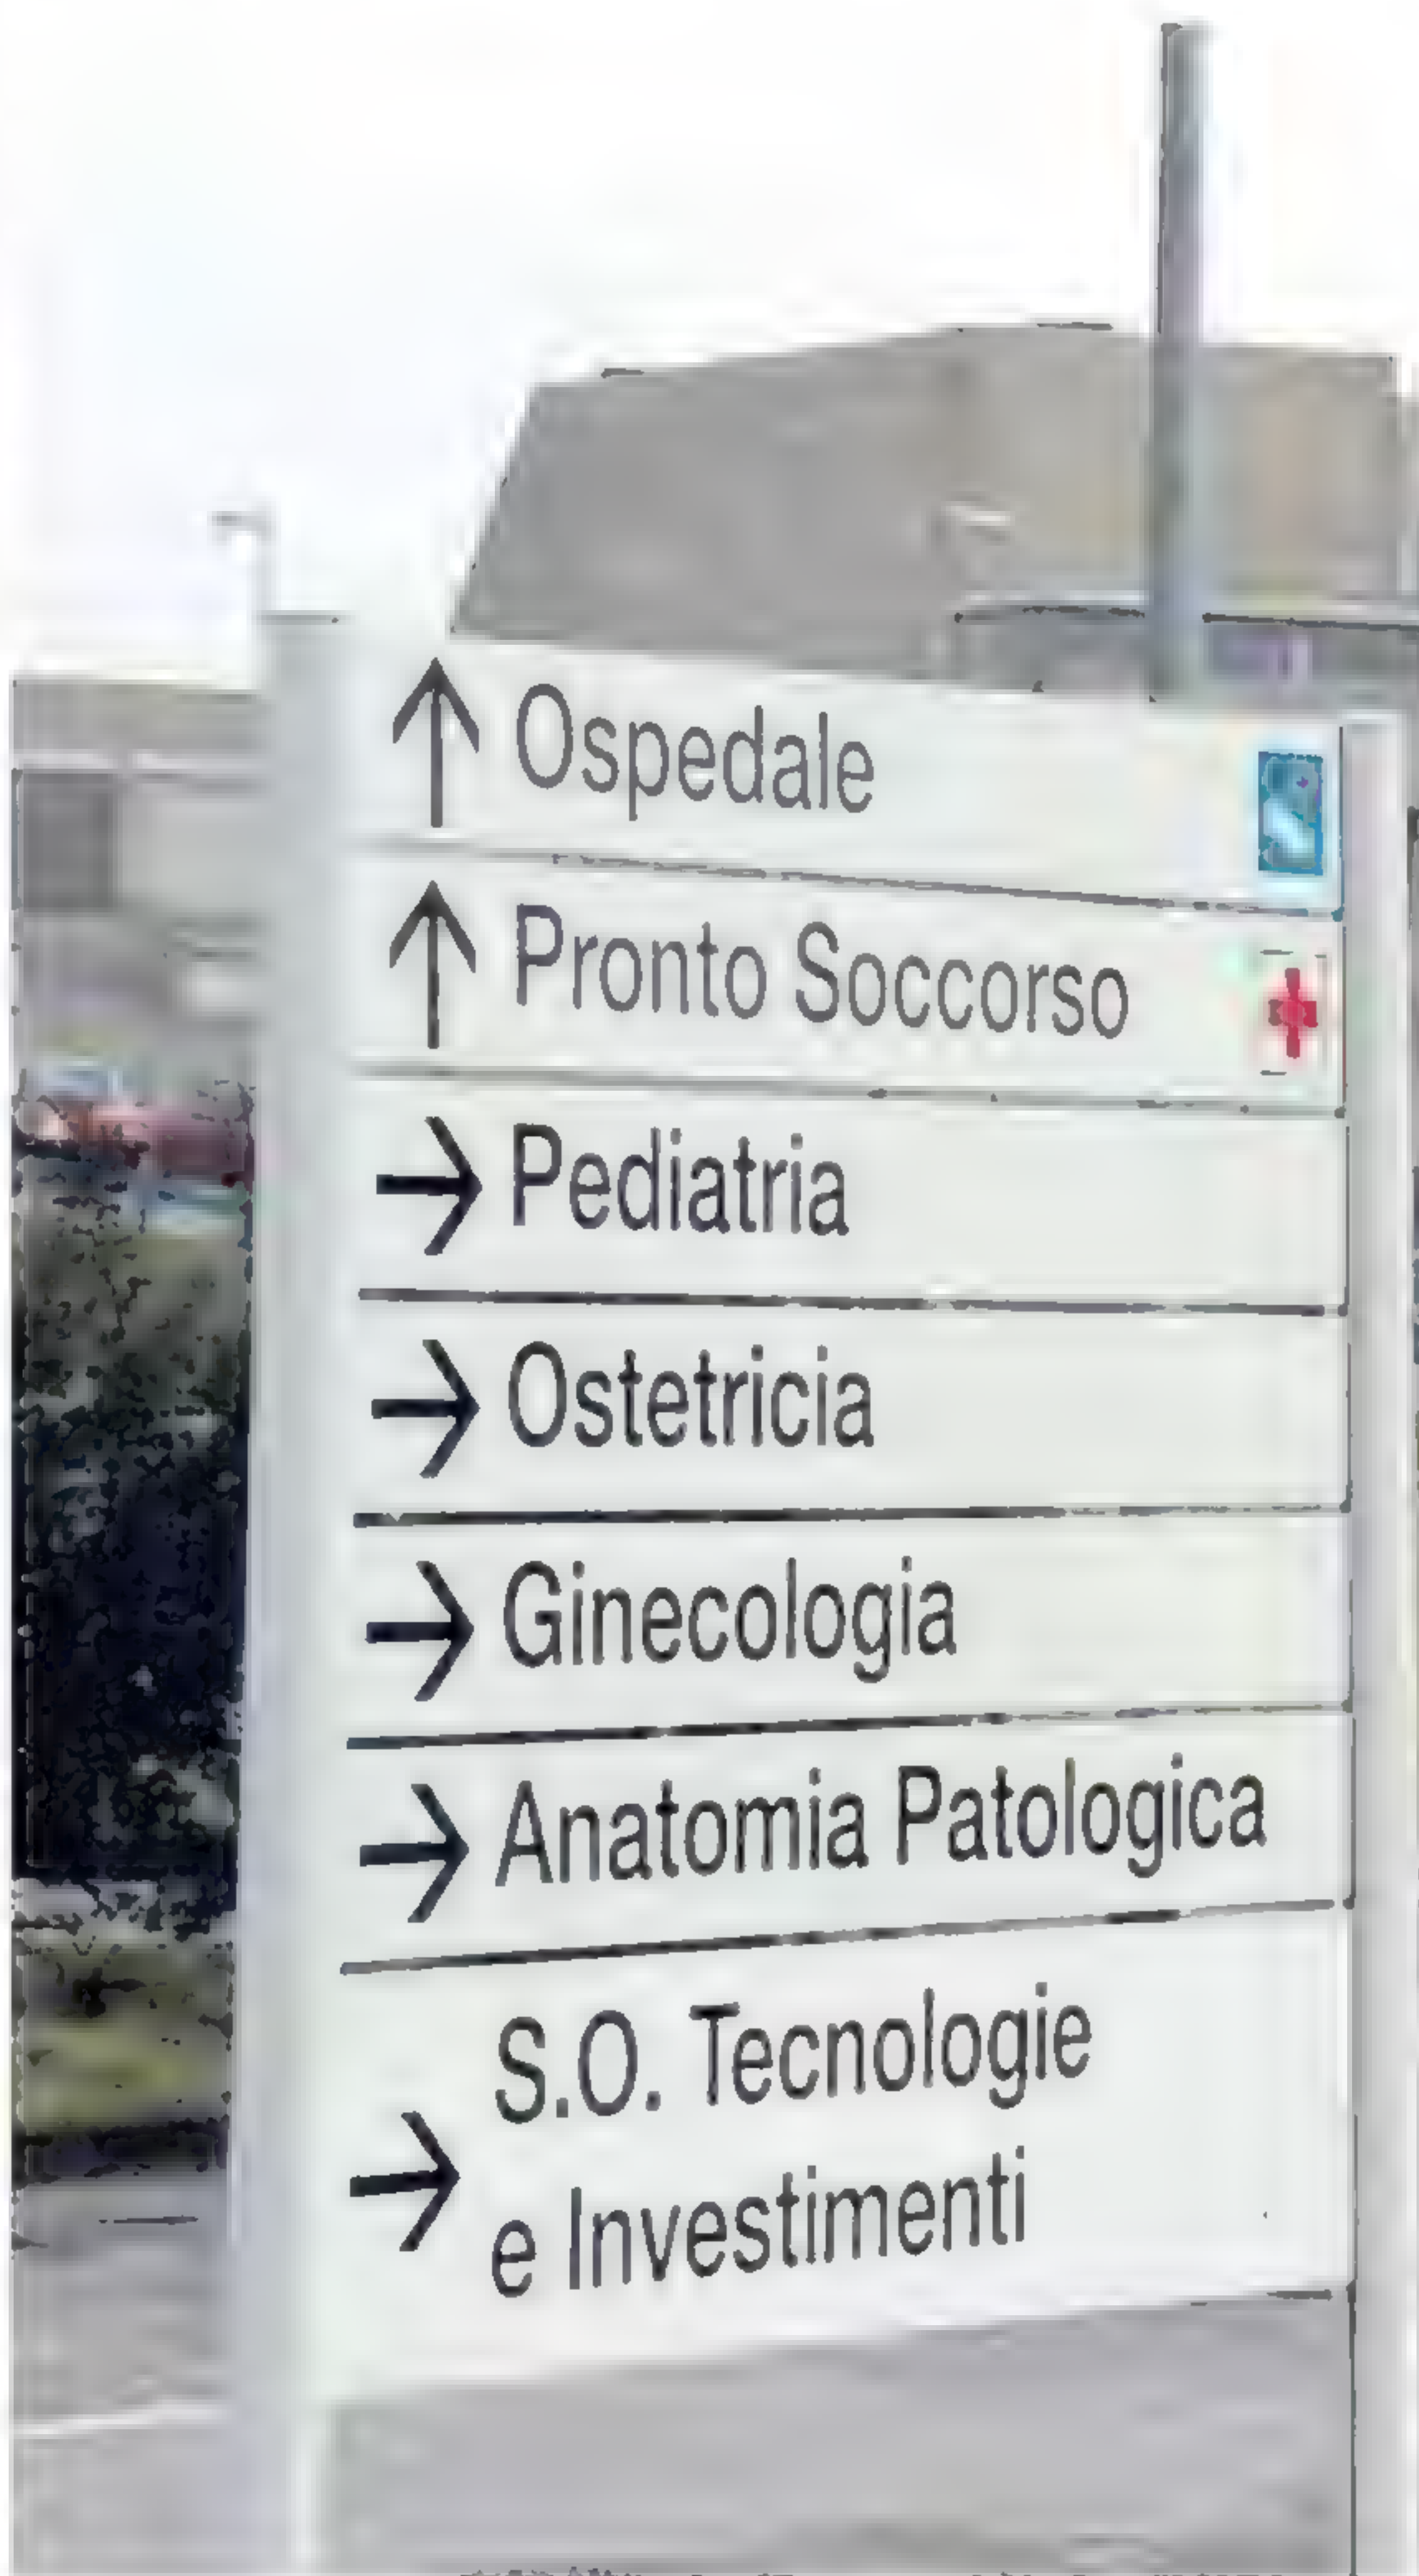 Ospedale
Pronto Soccorso
Pediatria
Ostetricia
Ginecologia
Anatomia Patologica
S.O. Tecnologie
e Investimenti